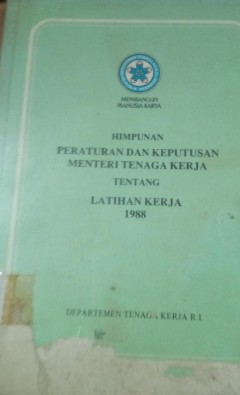 MEMBANGUN
MANUSIA KARYA
HIMPUNAN
PERATURAN DAN KEPUTUSAN
MENTERI TENAGA KERJA
TENTANG
LATIHAN KERJA
1988
DEPARTEMEN TENAGA KERJA R.I.